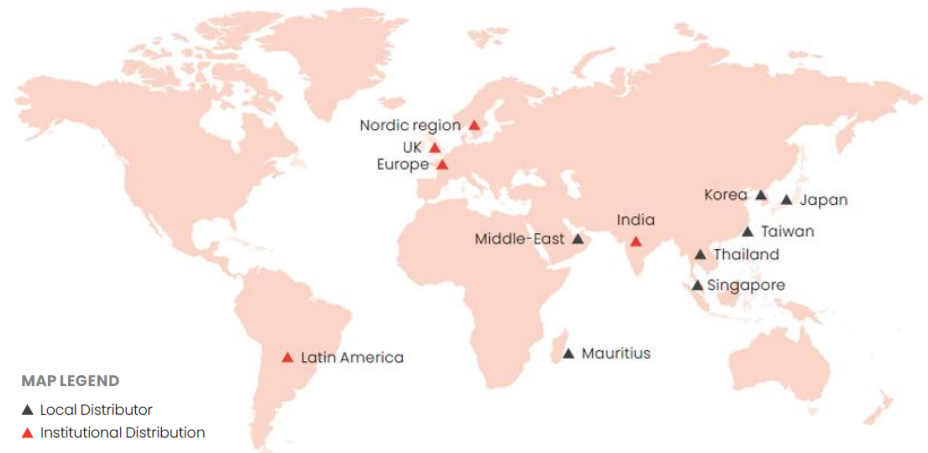 Nordic region
UK
Europe
Korea
Japan
India
Taiwan
Middle-East
Thailand
Singapore
Mauritius
Latin America
MAP LEGEND
Local Distributor
Institutional Distribution